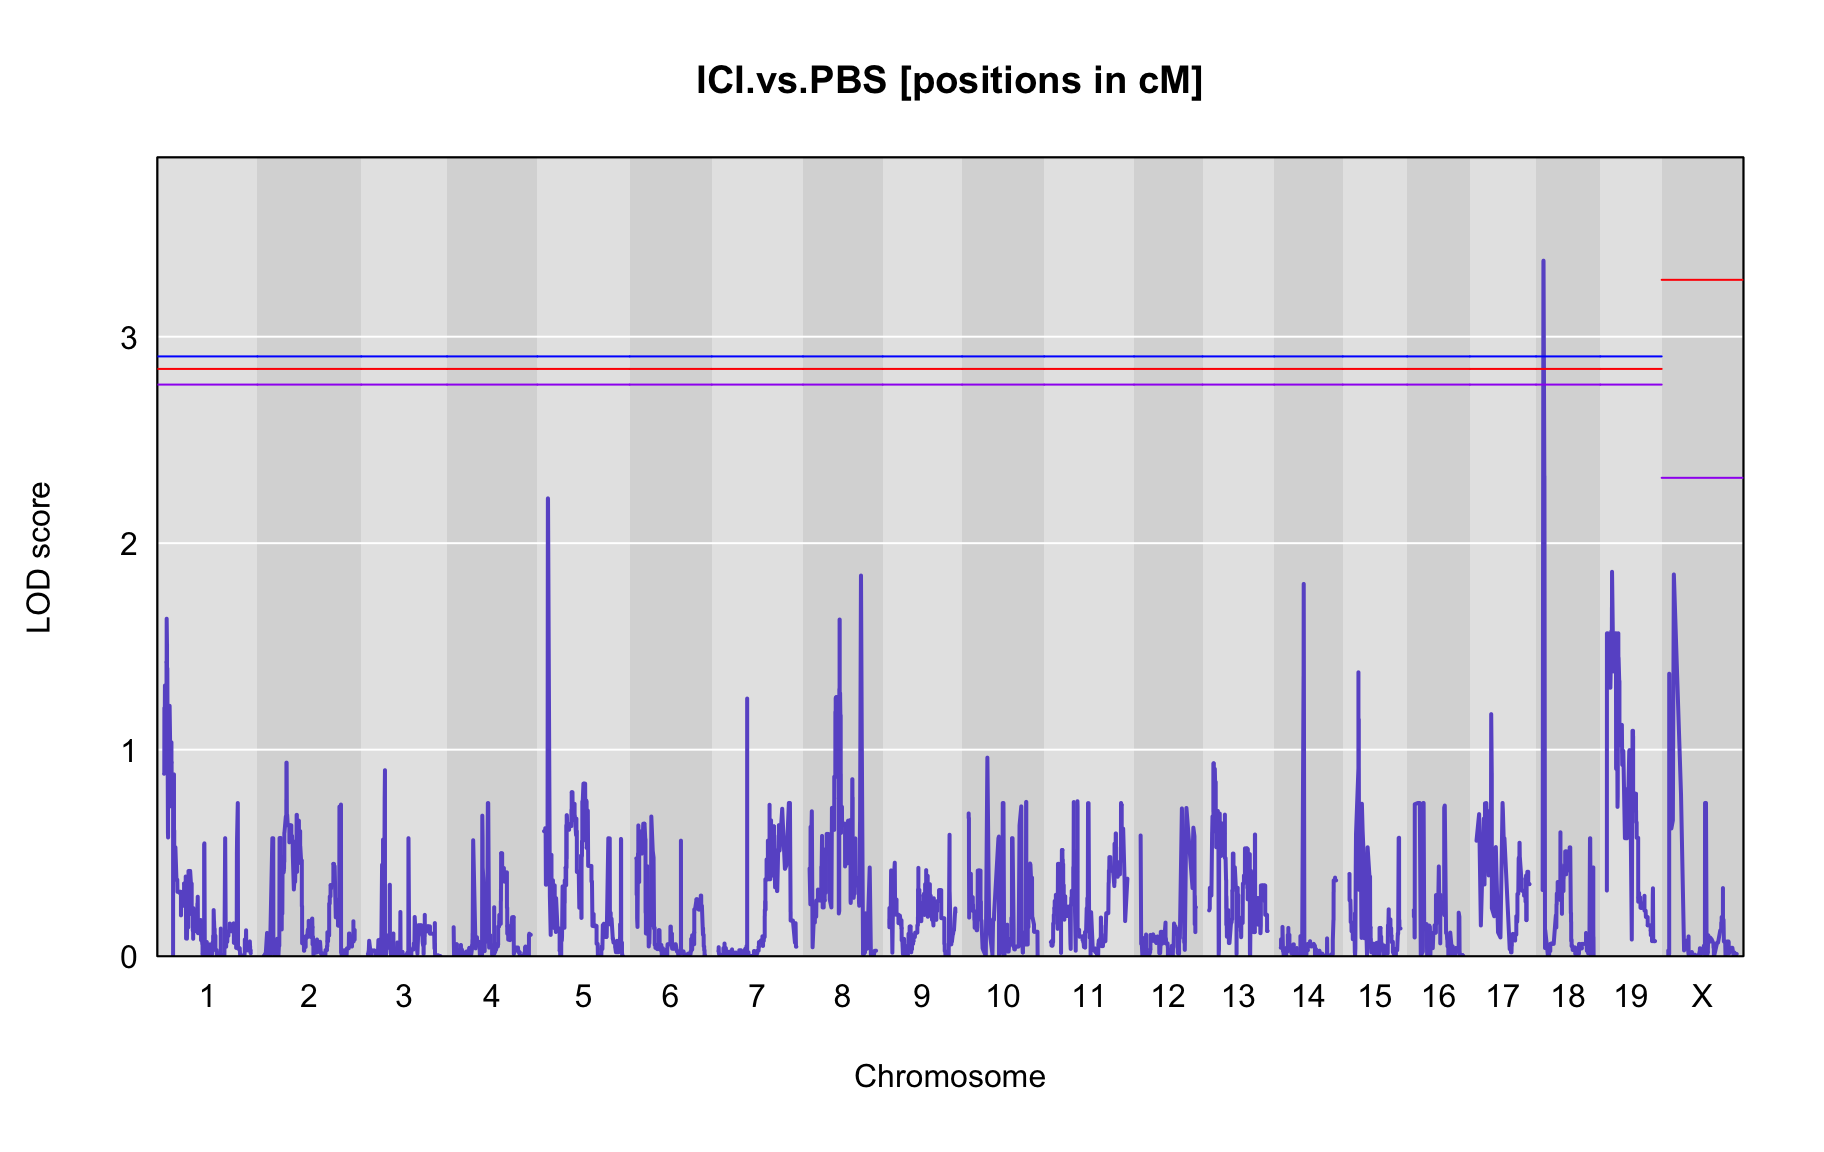 ICI.vs.PBS [positions in cM]
LOD score
3
2
1
0
1 2 3 4 5 6 7 8 9 10 11 12 13 14 15 16 17 18 19 X
Chromosome